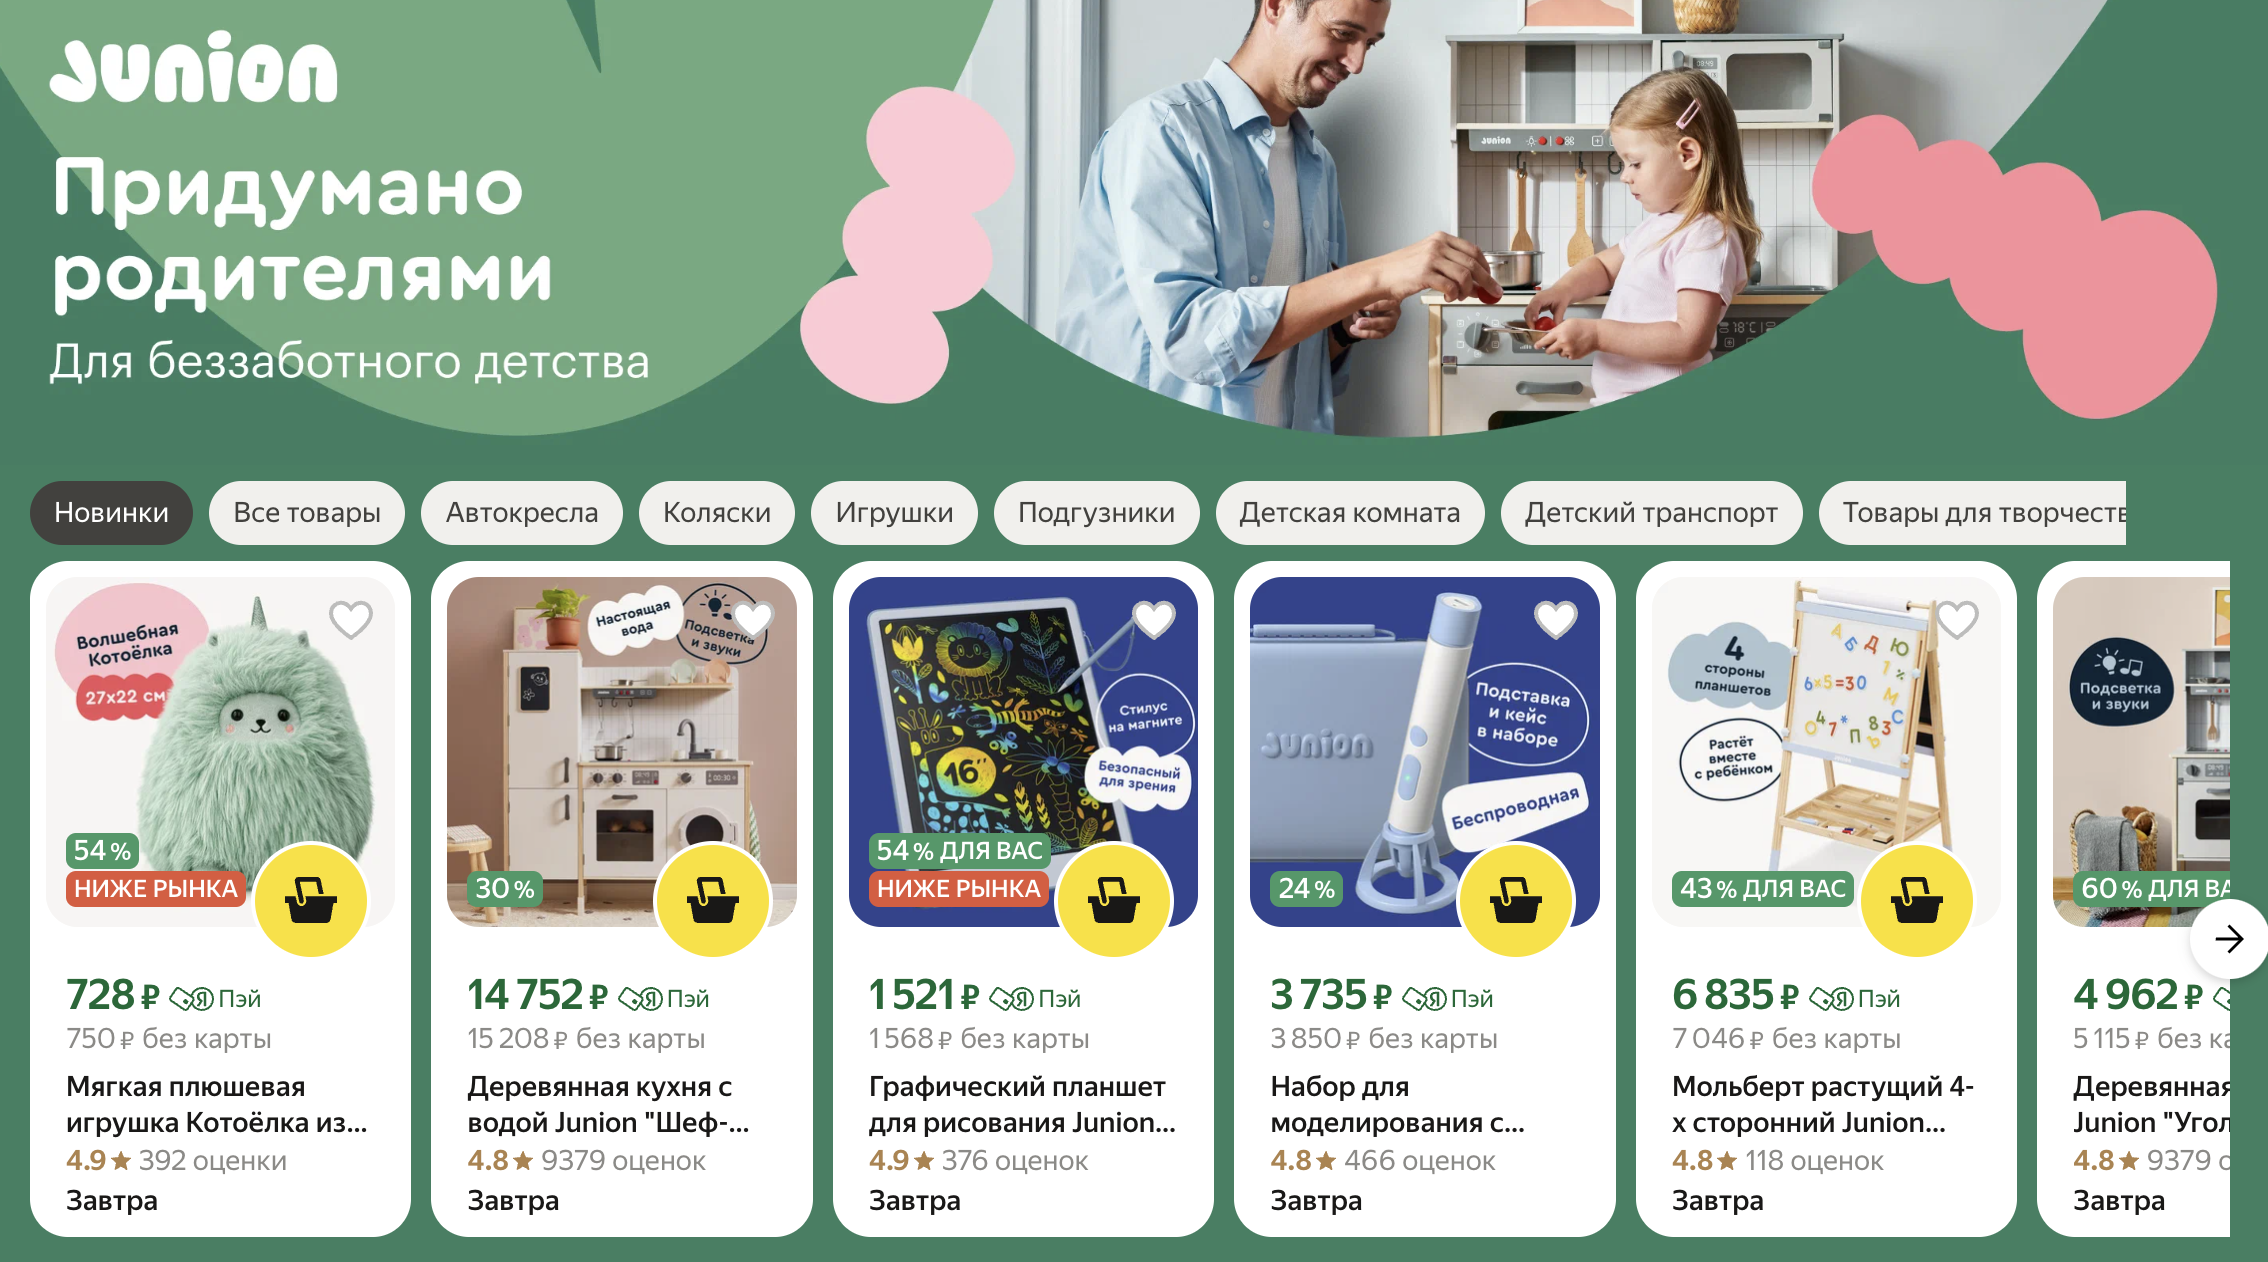 Junion
Придумано
родителями
Для беззаботного детства
Junion
Новинки
Все товары
Автокресла
Коляски
Игрушки
Подгузники
Детская комната
Детский транспорт
Товары для творчеств
Волшебная
Котоёлка
27x22 см
54 %
НИЖЕ РЫНКА
728 ₽ Я Пэй
750 ₽ без карты
Мягкая плюшевая
игрушка Котоёлка из...
4.9 ★ 392 оценки
Завтра
Настоящая
вода
Подсветка
и звуки
30 %
14 752 ₽ Я Пэй
15 208 ₽ без карты
Деревянная кухня с
водой Junion "Шеф-...
4.8 ★ 9379 оценок
Завтра
Стилус
на магните
16"
Безопасный
для зрения
54 % ДЛЯ ВАС
НИЖЕ РЫНКА
1 521 ₽ Я Пэй
1 568 ₽ без карты
Графический планшет
для рисования Junion...
4.9 ★ 376 оценок
Завтра
Junion
Подставка
и кейс
в наборе
Беспроводная
24 %
3 735 ₽ Я Пэй
3 850 ₽ без карты
Набор для
моделирования с...
4.8 ★ 466 оценок
Завтра
4
стороны
планшетов
Растёт
вместе
с ребёнком
А Б Д Ю
6x5=30
43 % ДЛЯ ВАС
6 835 ₽ Я Пэй
7 046 ₽ без карты
Мольберт растущий 4-
х сторонний Junion...
4.8 ★ 118 оценок
Завтра
Подсветка
и звуки
60 % ДЛЯ ВА
4 962 ₽
5 115 ₽ без ка
Деревянная
Junion "Угол
4.8 ★ 9379 о
Завтра